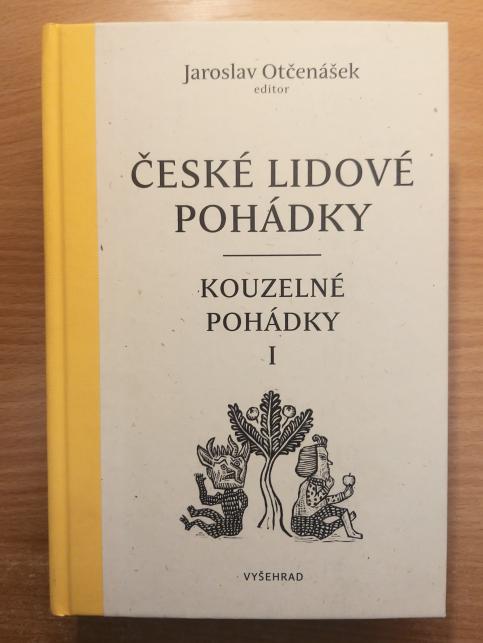 Jaroslav Otčenášek
editor
ČESKÉ LIDOVÉ
POHÁDKY
KOUZELNÉ
POHÁDKY
I
VYŠEHRAD